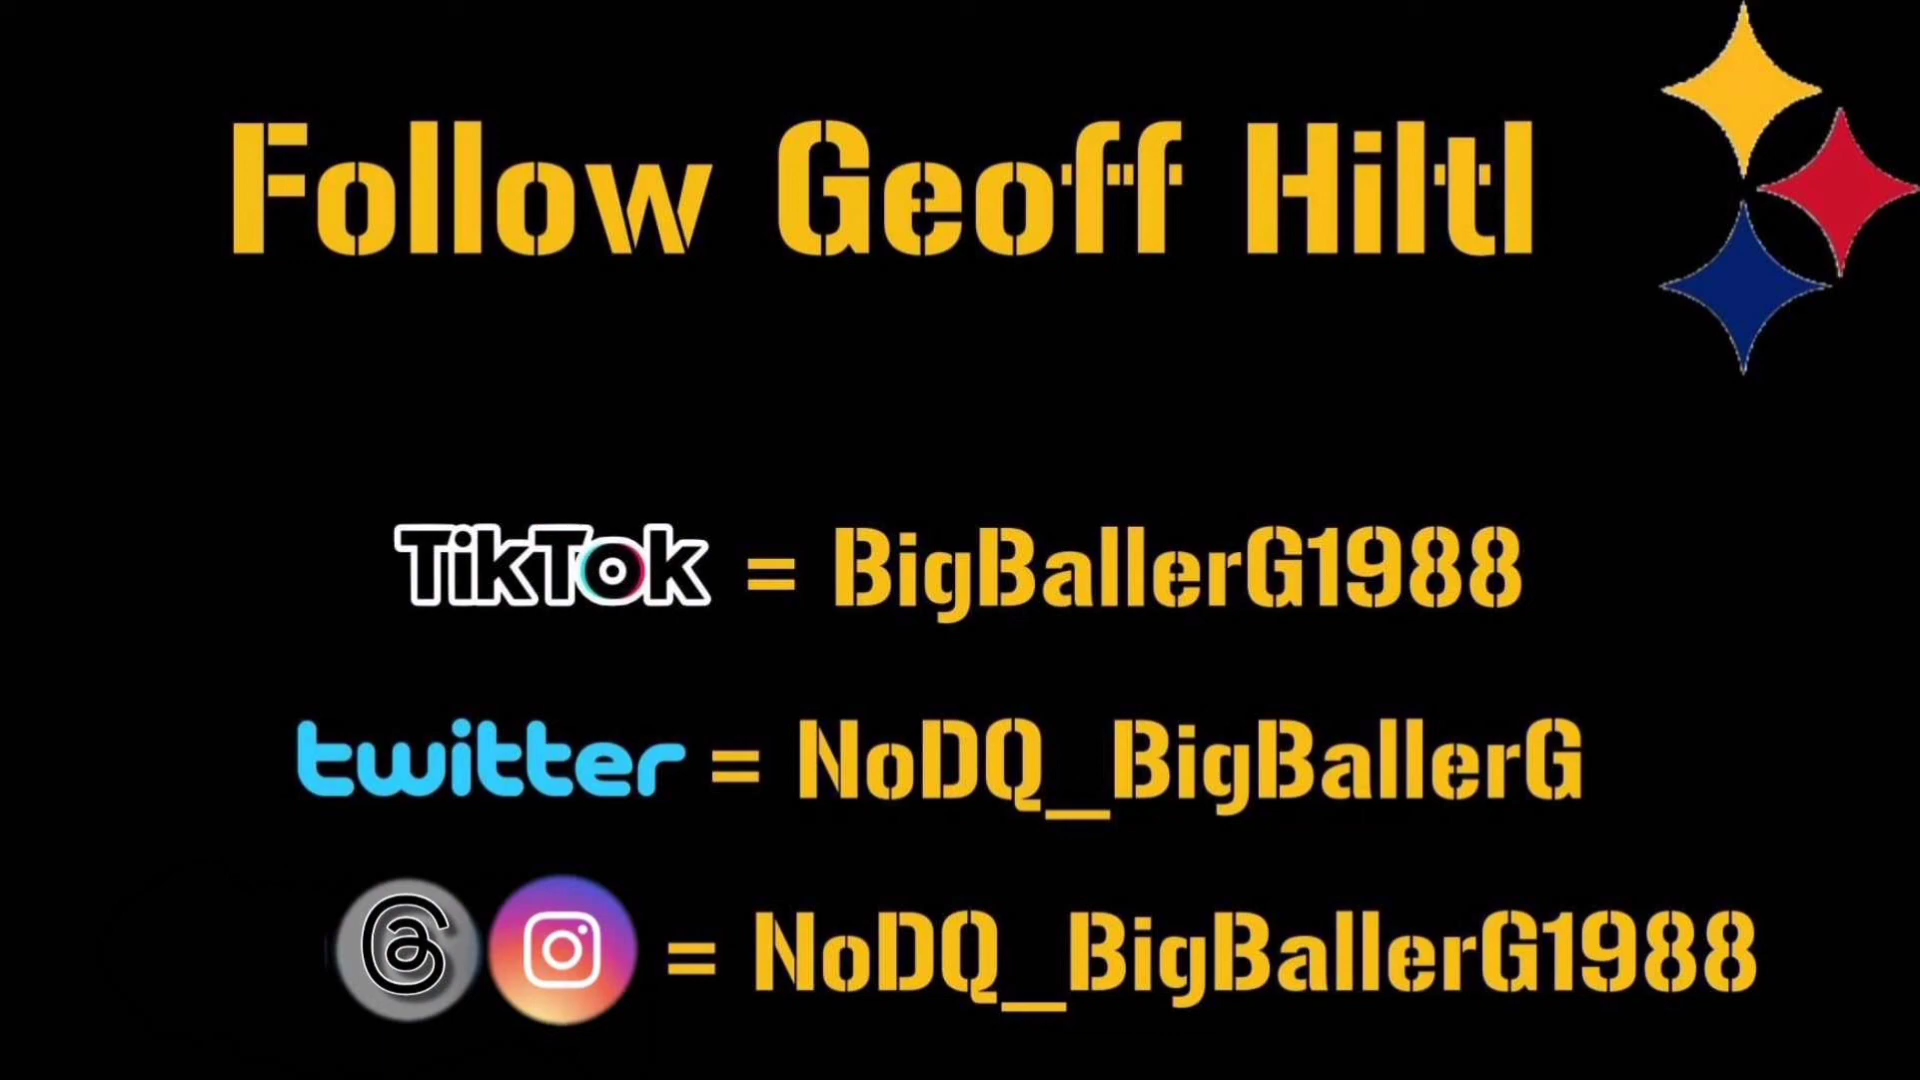 Follow Geoff Hiltl
TikTok = BigBallerG1988
twitter = NoDQ_BigBallerG
= NoDQ_BigBallerG1988